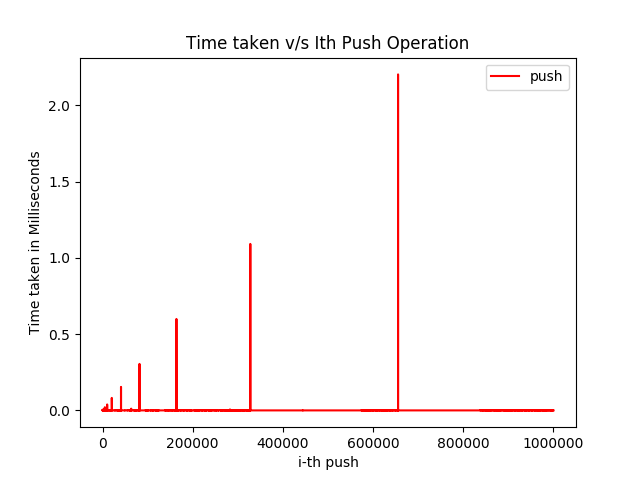 Time taken v/s Ith Push Operation
push
Time taken in Milliseconds
2.0
1.5
1.0
0.5
0.0
0 200000 400000 600000 800000 1000000
i-th push